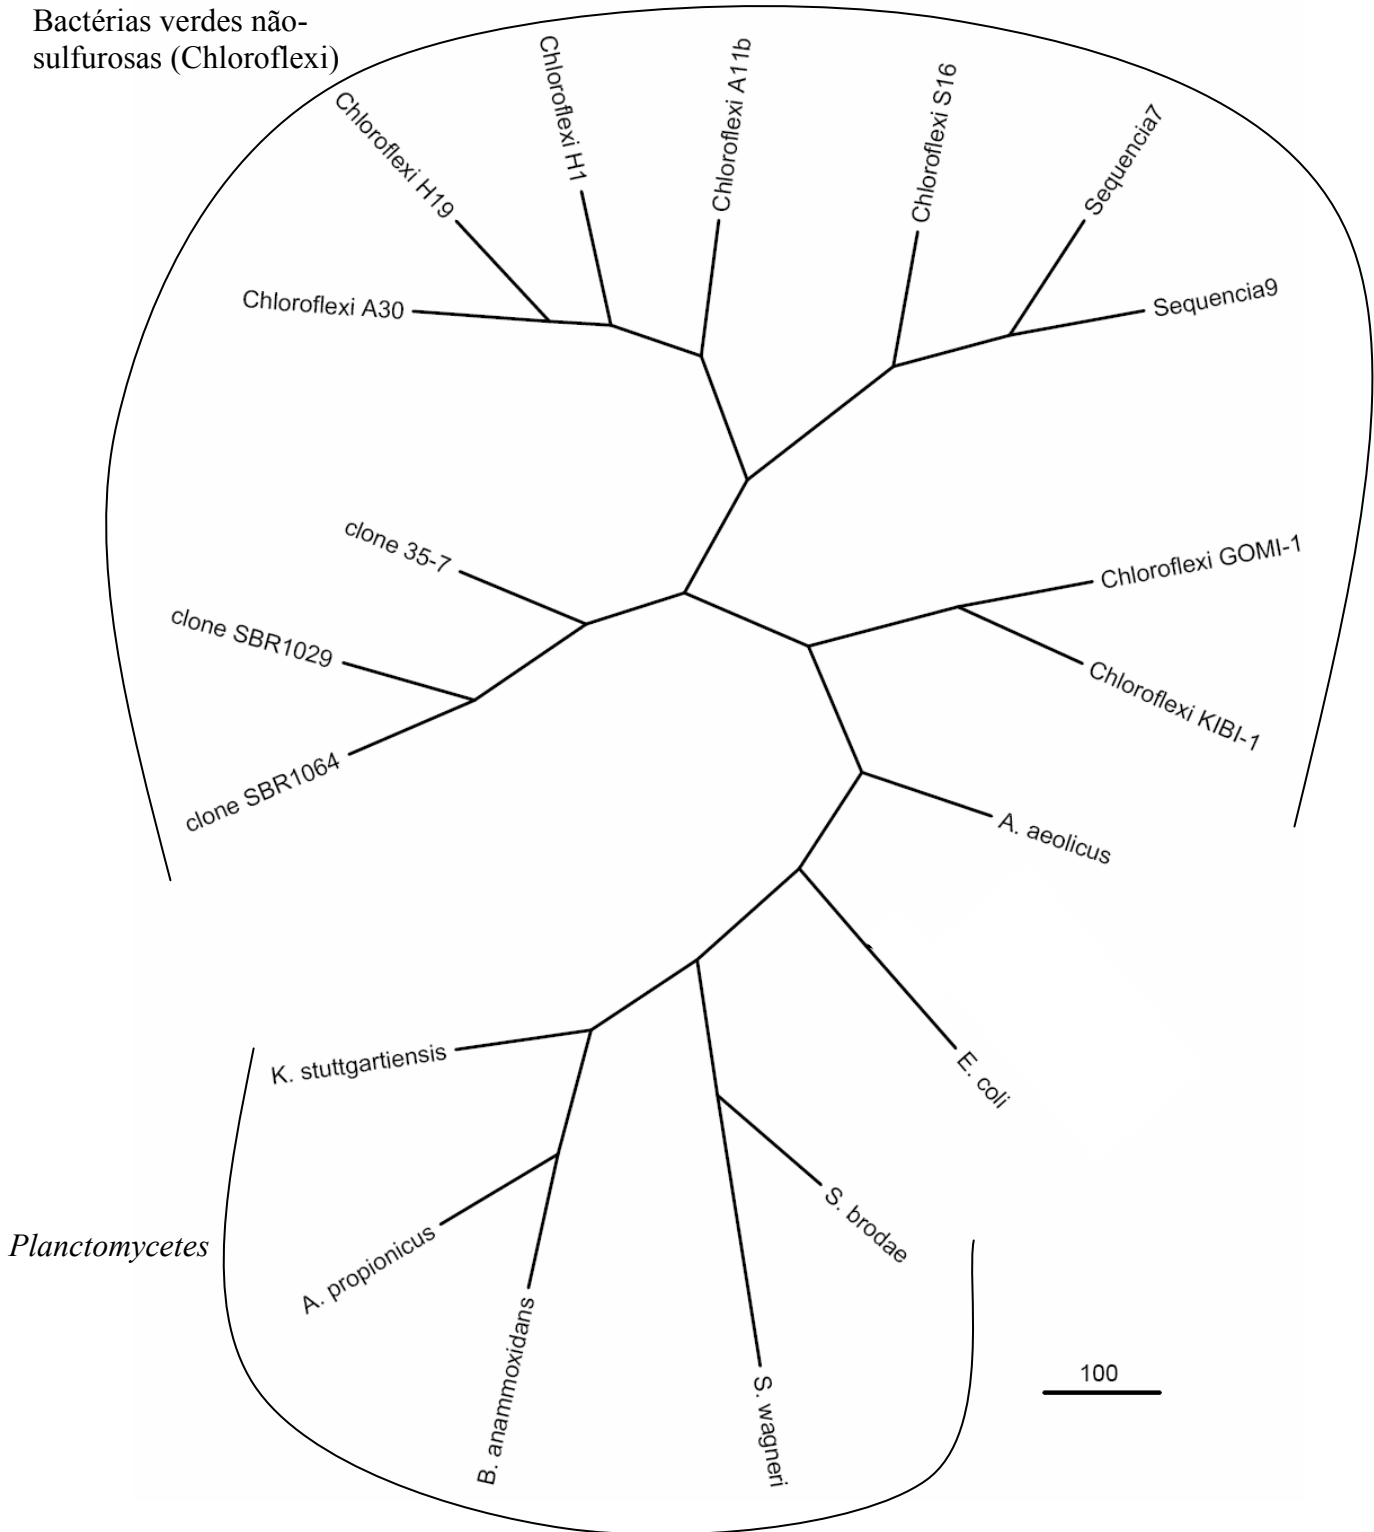 Bactérias verdes não-
sulfurosas (Chloroflexi)
Chloroflexi H1
Chloroflexi A11b
Chloroflexi S16
Chloroflexi H19
Sequencia7
Chloroflexi A30
Sequencia9
clone 35-7
Chloroflexi GOMI-1
clone SBR1029
Chloroflexi KIBI-1
clone SBR1064
A. aeolicus
K. stuttgartiensis
E. coli
S. brodae
Planctomycetes
A. propionicus
B. anammoxidans
S. wagneri
100